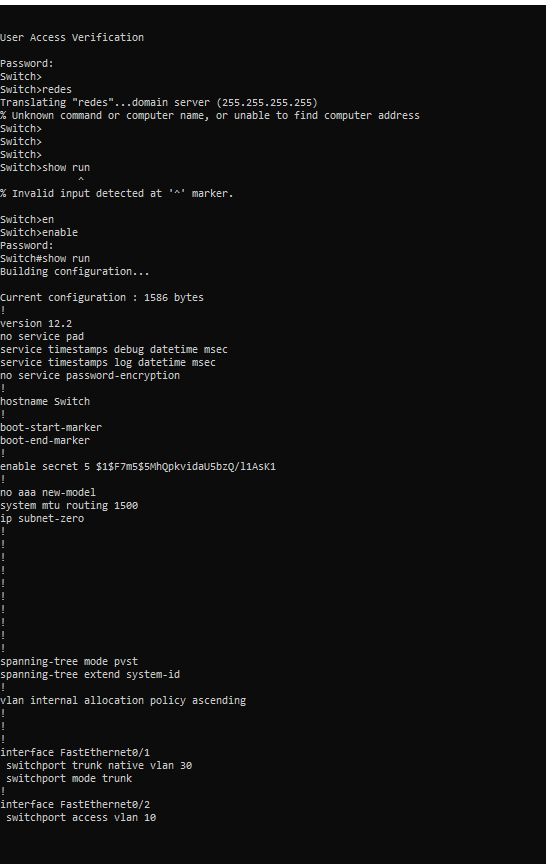 User Access Verification
Password:
Switch>
Switch>redes
Translating "redes"...domain server (255.255.255.255)
% Unknown command or computer name, or unable to find computer address
Switch>
Switch>
Switch>
Switch>show run
^
% Invalid input detected at '^' marker.
Switch>en
Switch>enable
Password:
Switch#show run
Building configuration...
Current configuration : 1586 bytes
!
version 12.2
no service pad
service timestamps debug datetime msec
service timestamps log datetime msec
no service password-encryption
!
hostname Switch
!
boot-start-marker
boot-end-marker
!
enable secret 5 $1$F7m5$5MhQpkvidaU5bzQ/l1AsK1
!
no aaa new-model
system mtu routing 1500
ip subnet-zero
!
!
!
!
!
!
!
!
!
!
spanning-tree mode pvst
spanning-tree extend system-id
!
vlan internal allocation policy ascending
!
!
!
interface FastEthernet0/1
switchport trunk native vlan 30
switchport mode trunk
!
interface FastEthernet0/2
switchport access vlan 10